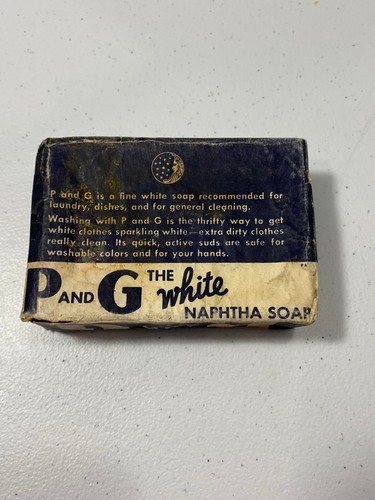 P and G is a fine white soap recommended for
laundry, dishes, and for general cleaning.
Washing with P and G is the thrifty way to get
white clothes sparkling white—extra dirty clothes
really clean. Its quick, active suds are safe for
washable colors and for your hands.
P AND G THE white
NAPHTHA SOAP